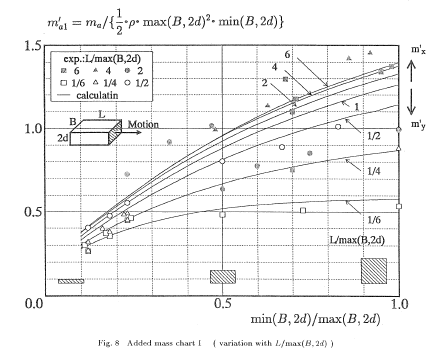 m'a1 = ma/{1/2·ρ·max(B, 2d)²·min(B, 2d)}
1.5
exp.:L/max(B,2d)
6 4 2
1/6 1/4 1/2
calculatin
6
4
2
m'x
B L
Motion
2d
1
1.0
m'y
1/2
1/4
0.5
1/6
L/max(B,2d)
0.0 0.5 1.0
min(B, 2d)/max(B, 2d)
Fig. 8 Added mass chart I ( variation with L/max(B, 2d) )